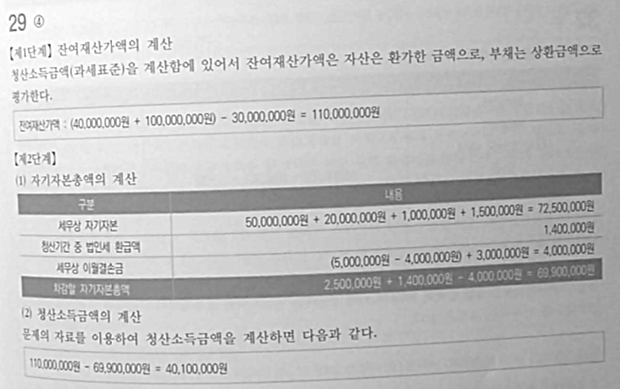 29 ④
【제1단계】 잔여재산가액의 계산
청산소득금액(과세표준)을 계산함에 있어서 잔여재산가액은 자산은 환가한 금액으로, 부채는 상환금액으로
평가한다.
잔여재산가액 : (40,000,000원 + 100,000,000원) - 30,000,000원 = 110,000,000원
【제2단계】
(1) 자기자본총액의 계산
구분 내용
세무상 자기자본 50,000,000원 + 20,000,000원 + 1,000,000원 + 1,500,000원 = 72,500,000원
청산기간 중 법인세 환급액 1,400,000원
세무상 이월결손금 (5,000,000원 - 4,000,000원) + 3,000,000원 = 4,000,000원
차감할 자기자본총액 2,500,000원 + 1,400,000원 - 4,000,000원 = 69,900,000원
(2) 청산소득금액의 계산
문제의 자료를 이용하여 청산소득금액을 계산하면 다음과 같다.
110,000,000원 - 69,900,000원 = 40,100,000원